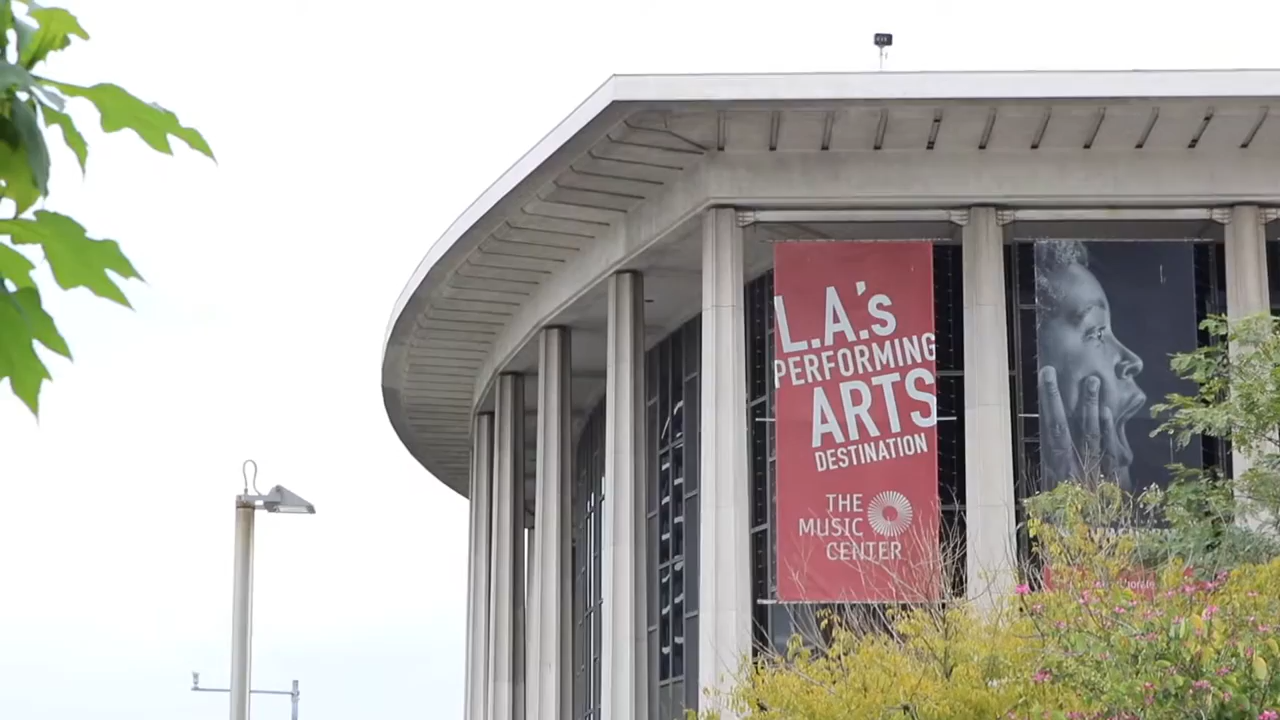 L.A.'s
PERFORMING
ARTS
DESTINATION
THE
MUSIC
CENTER